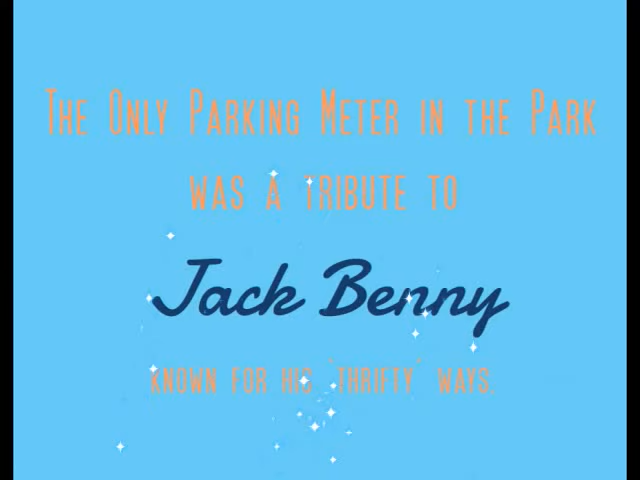 The Only Parking Meter in the Park
was a tribute to
Jack Benny
known for his "thrifty" ways.